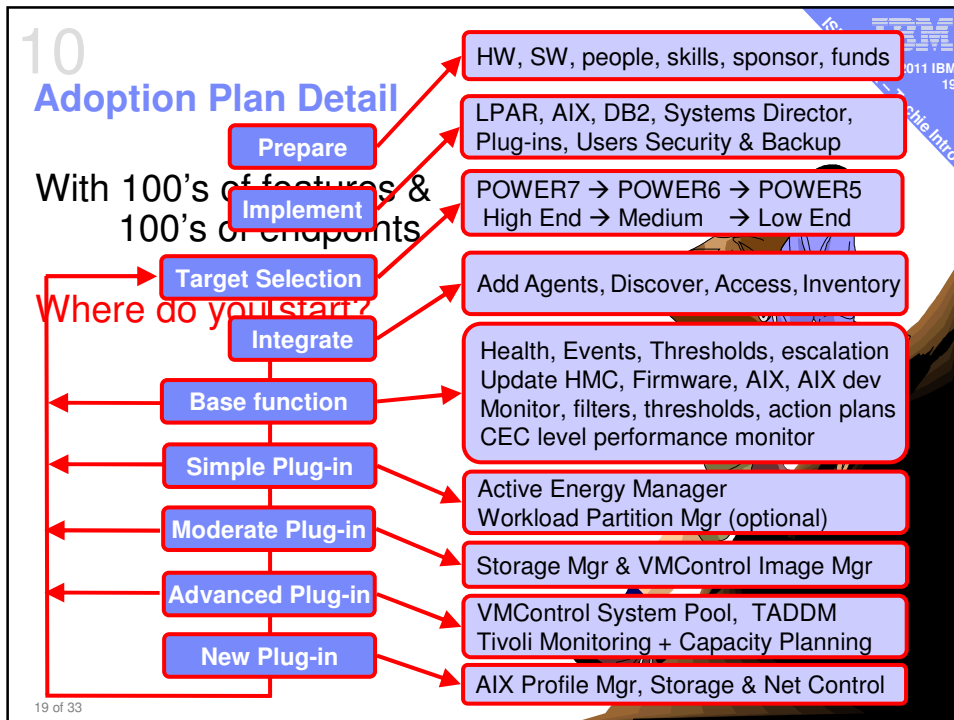 10
Adoption Plan Detail
With 100's of features &
100's of endpoints
Where do you start?
Prepare
HW, SW, people, skills, sponsor, funds
Implement
LPAR, AIX, DB2, Systems Director,
Plug-ins, Users Security & Backup
Target Selection
POWER7 → POWER6 → POWER5
High End → Medium → Low End
Integrate
Add Agents, Discover, Access, Inventory
Base function
Health, Events, Thresholds, escalation
Update HMC, Firmware, AIX, AIX dev
Monitor, filters, thresholds, action plans
CEC level performance monitor
Simple Plug-in
Active Energy Manager
Workload Partition Mgr (optional)
Moderate Plug-in
Storage Mgr & VMControl Image Mgr
Advanced Plug-in
VMControl System Pool, TADDM
Tivoli Monitoring + Capacity Planning
New Plug-in
AIX Profile Mgr, Storage & Net Control
IBM
2011 IBM
19
– Techie Intro
19 of 33